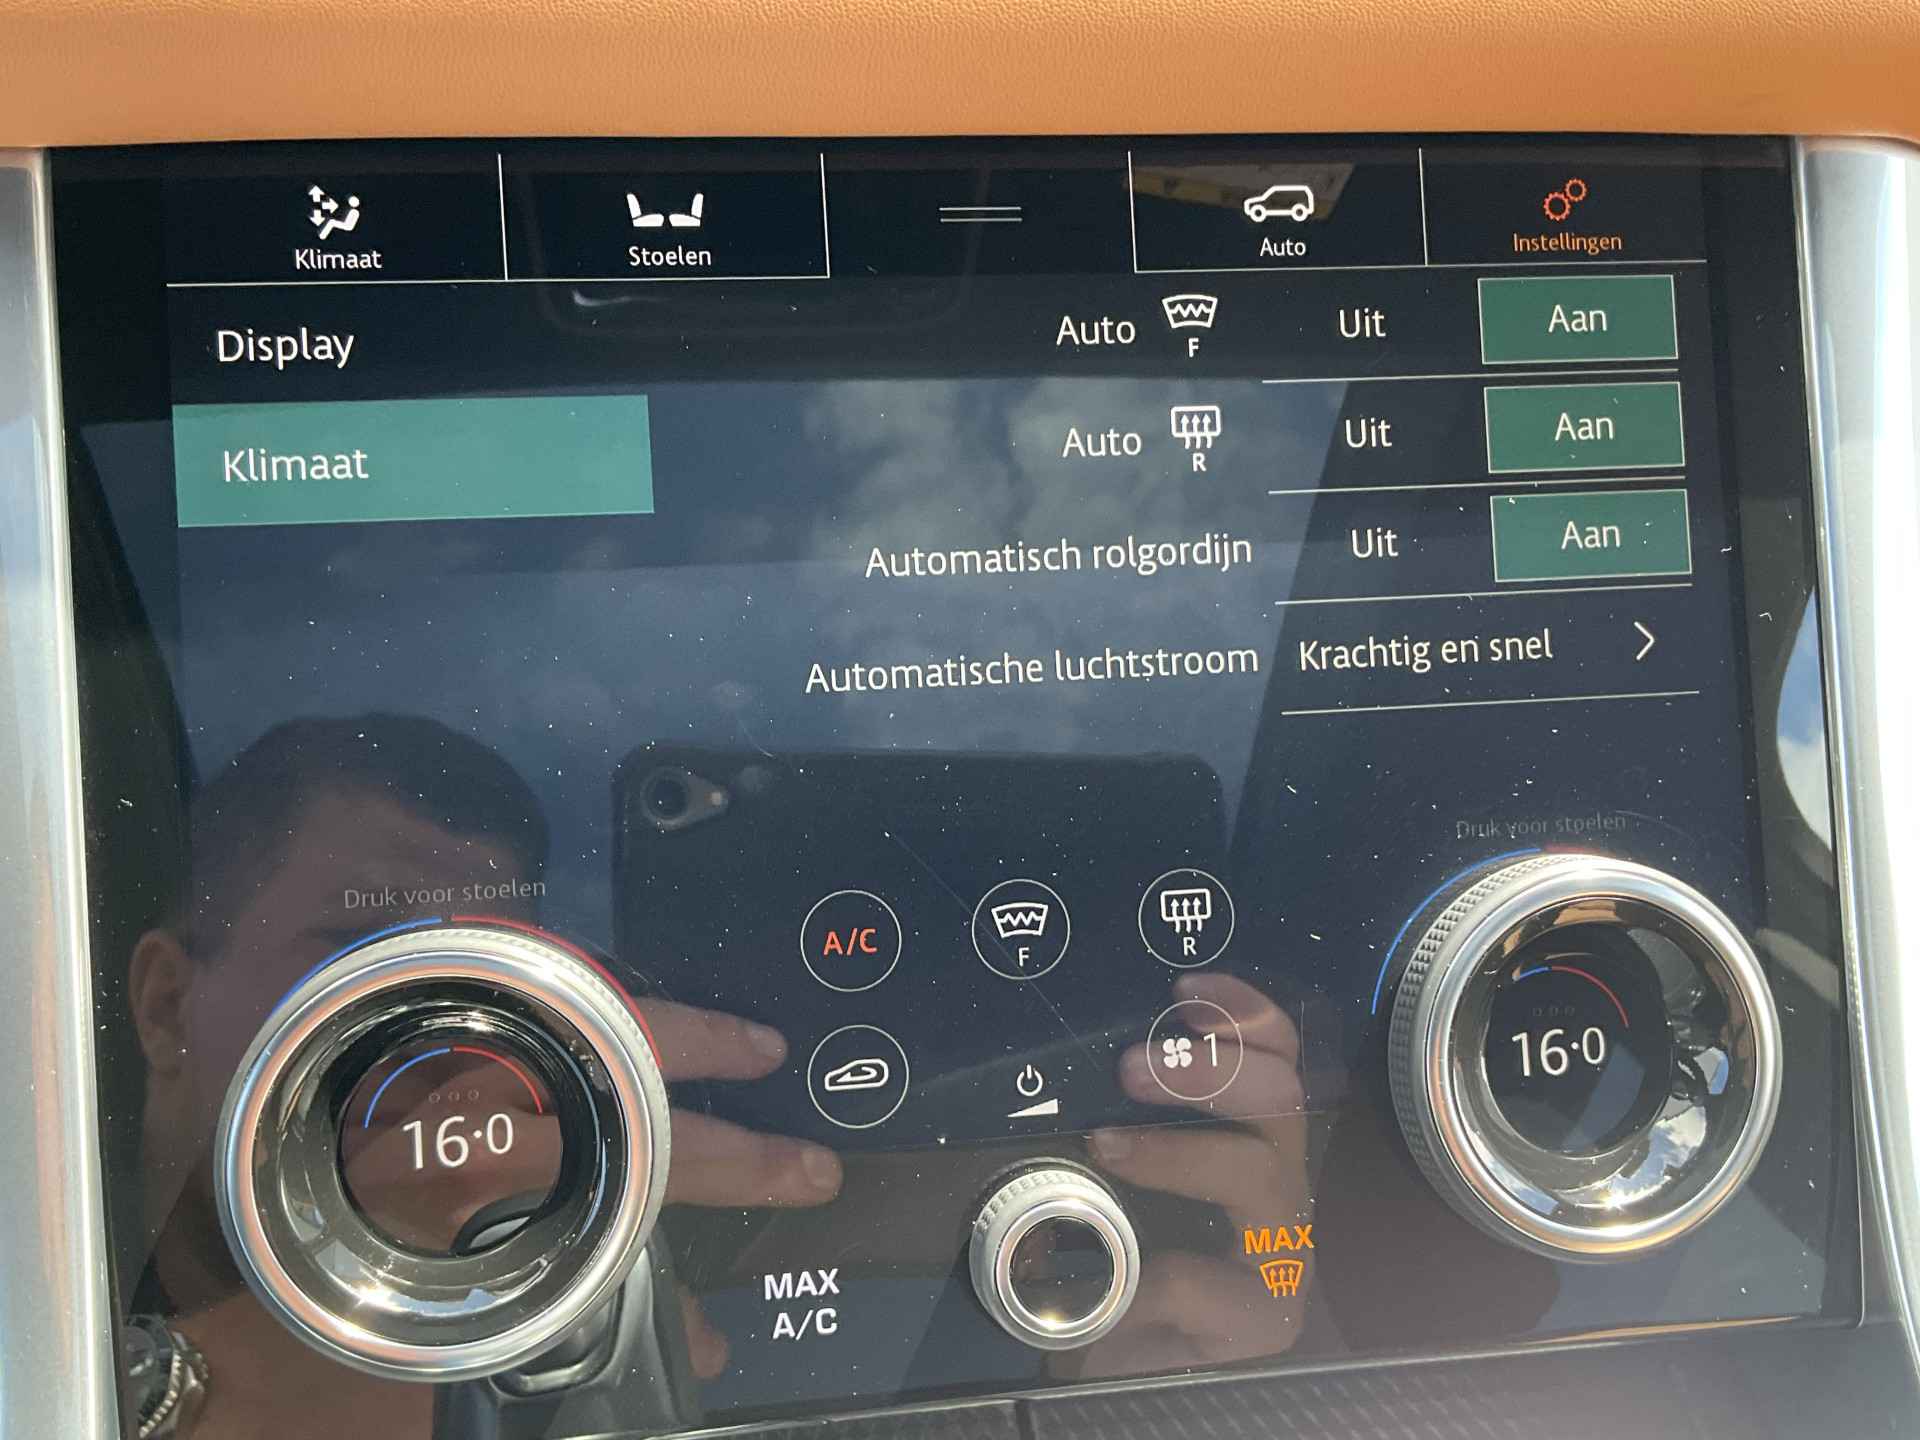 Klimaat
Stoelen
Auto
Instellingen
Display
Auto F Uit Aan
Klimaat
Auto R Uit Aan
Automatisch rolgordijn Uit Aan
Automatische luchtstroom Krachtig en snel
Druk voor stoelen
Druk voor stoelen
A/C
F
R
1
16·0
16·0
MAX
A/C
MAX